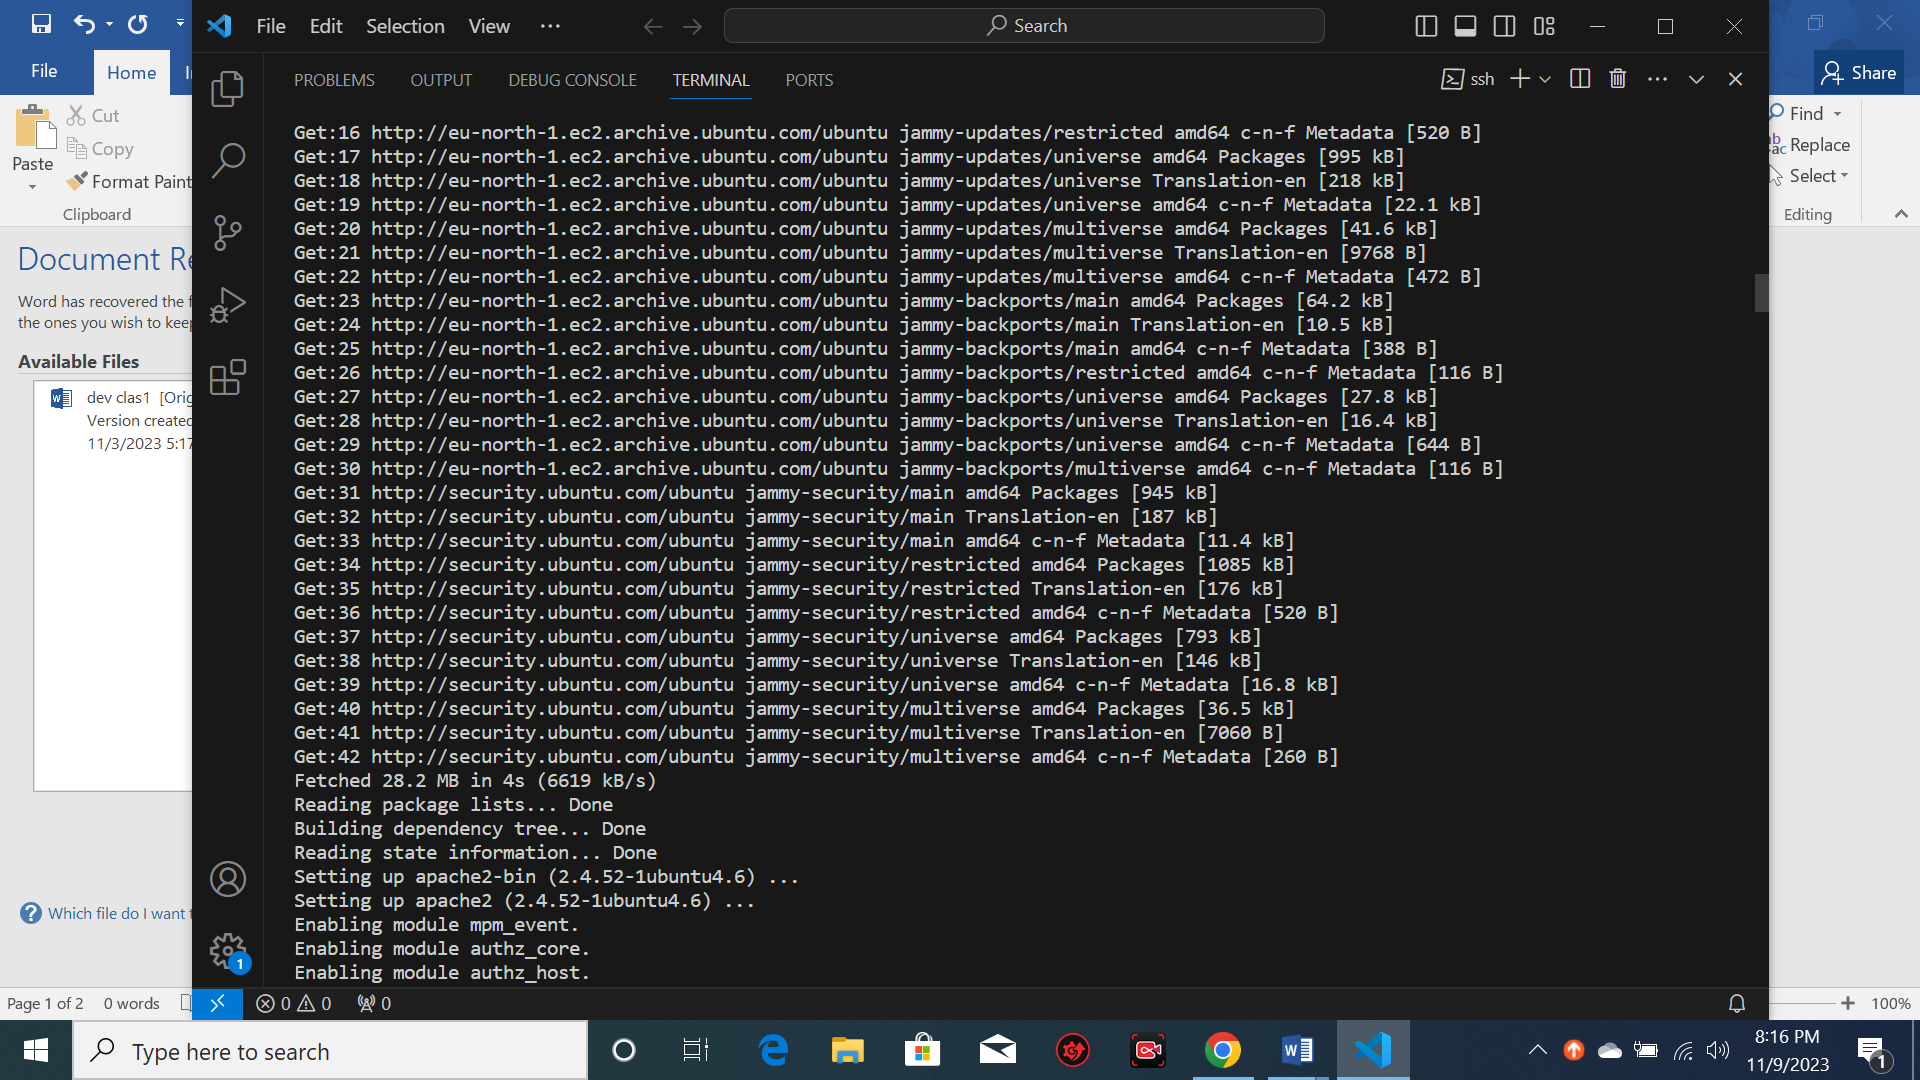 File Edit Selection View ··· Search
File Home Share
PROBLEMS OUTPUT DEBUG CONSOLE TERMINAL PORTS ssh
Cut
Copy
Paste
Format Paint
Clipboard
Find
Replace
Select
Editing
Document Re
Word has recovered the f
the ones you wish to keep
Available Files
dev clas1 [Orig
Version created
11/3/2023 5:17
Which file do I want t
Get:16 http://eu-north-1.ec2.archive.ubuntu.com/ubuntu jammy-updates/restricted amd64 c-n-f Metadata [520 B]
Get:17 http://eu-north-1.ec2.archive.ubuntu.com/ubuntu jammy-updates/universe amd64 Packages [995 kB]
Get:18 http://eu-north-1.ec2.archive.ubuntu.com/ubuntu jammy-updates/universe Translation-en [218 kB]
Get:19 http://eu-north-1.ec2.archive.ubuntu.com/ubuntu jammy-updates/universe amd64 c-n-f Metadata [22.1 kB]
Get:20 http://eu-north-1.ec2.archive.ubuntu.com/ubuntu jammy-updates/multiverse amd64 Packages [41.6 kB]
Get:21 http://eu-north-1.ec2.archive.ubuntu.com/ubuntu jammy-updates/multiverse Translation-en [9768 B]
Get:22 http://eu-north-1.ec2.archive.ubuntu.com/ubuntu jammy-updates/multiverse amd64 c-n-f Metadata [472 B]
Get:23 http://eu-north-1.ec2.archive.ubuntu.com/ubuntu jammy-backports/main amd64 Packages [64.2 kB]
Get:24 http://eu-north-1.ec2.archive.ubuntu.com/ubuntu jammy-backports/main Translation-en [10.5 kB]
Get:25 http://eu-north-1.ec2.archive.ubuntu.com/ubuntu jammy-backports/main amd64 c-n-f Metadata [388 B]
Get:26 http://eu-north-1.ec2.archive.ubuntu.com/ubuntu jammy-backports/restricted amd64 c-n-f Metadata [116 B]
Get:27 http://eu-north-1.ec2.archive.ubuntu.com/ubuntu jammy-backports/universe amd64 Packages [27.8 kB]
Get:28 http://eu-north-1.ec2.archive.ubuntu.com/ubuntu jammy-backports/universe Translation-en [16.4 kB]
Get:29 http://eu-north-1.ec2.archive.ubuntu.com/ubuntu jammy-backports/universe amd64 c-n-f Metadata [644 B]
Get:30 http://eu-north-1.ec2.archive.ubuntu.com/ubuntu jammy-backports/multiverse amd64 c-n-f Metadata [116 B]
Get:31 http://security.ubuntu.com/ubuntu jammy-security/main amd64 Packages [945 kB]
Get:32 http://security.ubuntu.com/ubuntu jammy-security/main Translation-en [187 kB]
Get:33 http://security.ubuntu.com/ubuntu jammy-security/main amd64 c-n-f Metadata [11.4 kB]
Get:34 http://security.ubuntu.com/ubuntu jammy-security/restricted amd64 Packages [1085 kB]
Get:35 http://security.ubuntu.com/ubuntu jammy-security/restricted Translation-en [176 kB]
Get:36 http://security.ubuntu.com/ubuntu jammy-security/restricted amd64 c-n-f Metadata [520 B]
Get:37 http://security.ubuntu.com/ubuntu jammy-security/universe amd64 Packages [793 kB]
Get:38 http://security.ubuntu.com/ubuntu jammy-security/universe Translation-en [146 kB]
Get:39 http://security.ubuntu.com/ubuntu jammy-security/universe amd64 c-n-f Metadata [16.8 kB]
Get:40 http://security.ubuntu.com/ubuntu jammy-security/multiverse amd64 Packages [36.5 kB]
Get:41 http://security.ubuntu.com/ubuntu jammy-security/multiverse Translation-en [7060 B]
Get:42 http://security.ubuntu.com/ubuntu jammy-security/multiverse amd64 c-n-f Metadata [260 B]
Fetched 28.2 MB in 4s (6619 kB/s)
Reading package lists... Done
Building dependency tree... Done
Reading state information... Done
Setting up apache2-bin (2.4.52-1ubuntu4.6) ...
Setting up apache2 (2.4.52-1ubuntu4.6) ...
Enabling module mpm_event.
Enabling module authz_core.
Enabling module authz_host.
1
Page 1 of 2 0 words 0 0 0 100%
Type here to search
8:16 PM
11/9/2023
1